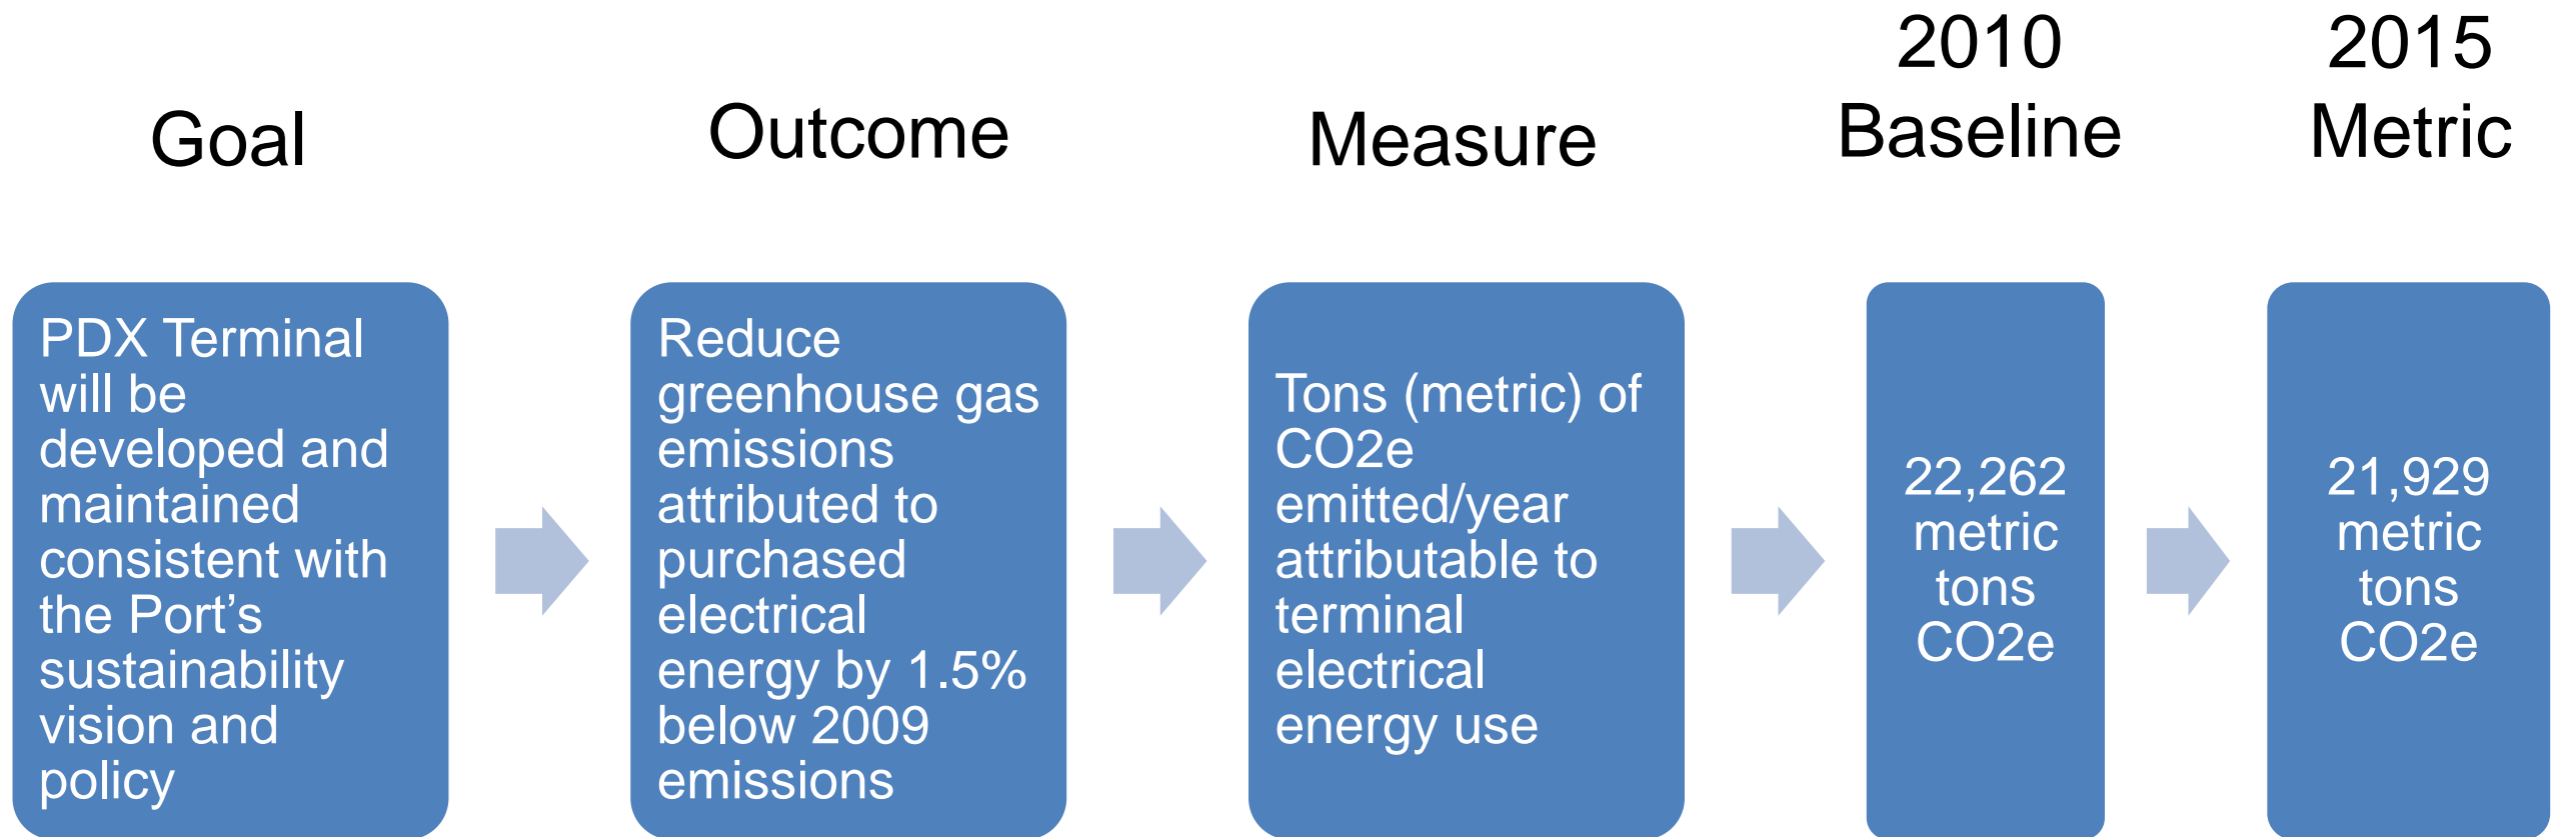 Goal
Outcome
Measure
2010
Baseline
2015
Metric
PDX Terminal
will be
developed and
maintained
consistent with
the Port’s
sustainability
vision and
policy
Reduce
greenhouse gas
emissions
attributed to
purchased
electrical
energy by 1.5%
below 2009
emissions
Tons (metric) of
CO2e
emitted/year
attributable to
terminal
electrical
energy use
22,262
metric
tons
CO2e
21,929
metric
tons
CO2e